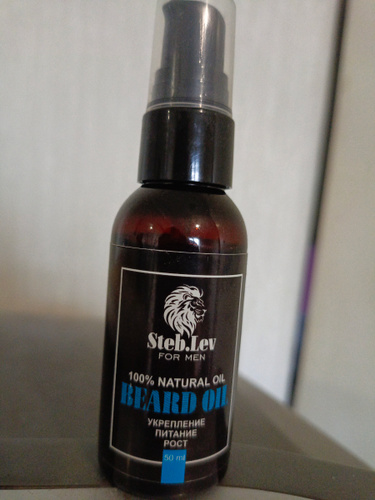 Steb.Lev
FOR MEN
100% NATURAL OIL
BEARD OIL
УКРЕПЛЕНИЕ
ПИТАНИЕ
РОСТ
50 ml